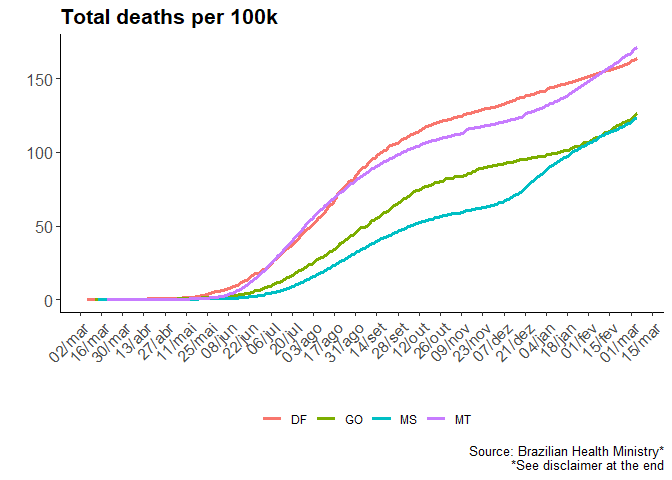 Total deaths per 100k
150
100
50
0
02/mar
16/mar
30/mar
13/abr
27/abr
11/mai
25/mai
08/jun
22/jun
06/jul
20/jul
03/ago
17/ago
31/ago
14/set
28/set
12/out
26/out
09/nov
23/nov
07/dez
21/dez
04/jan
18/jan
01/fev
15/fev
01/mar
15/mar
DF GO MS MT
Source: Brazilian Health Ministry*
*See disclaimer at the end